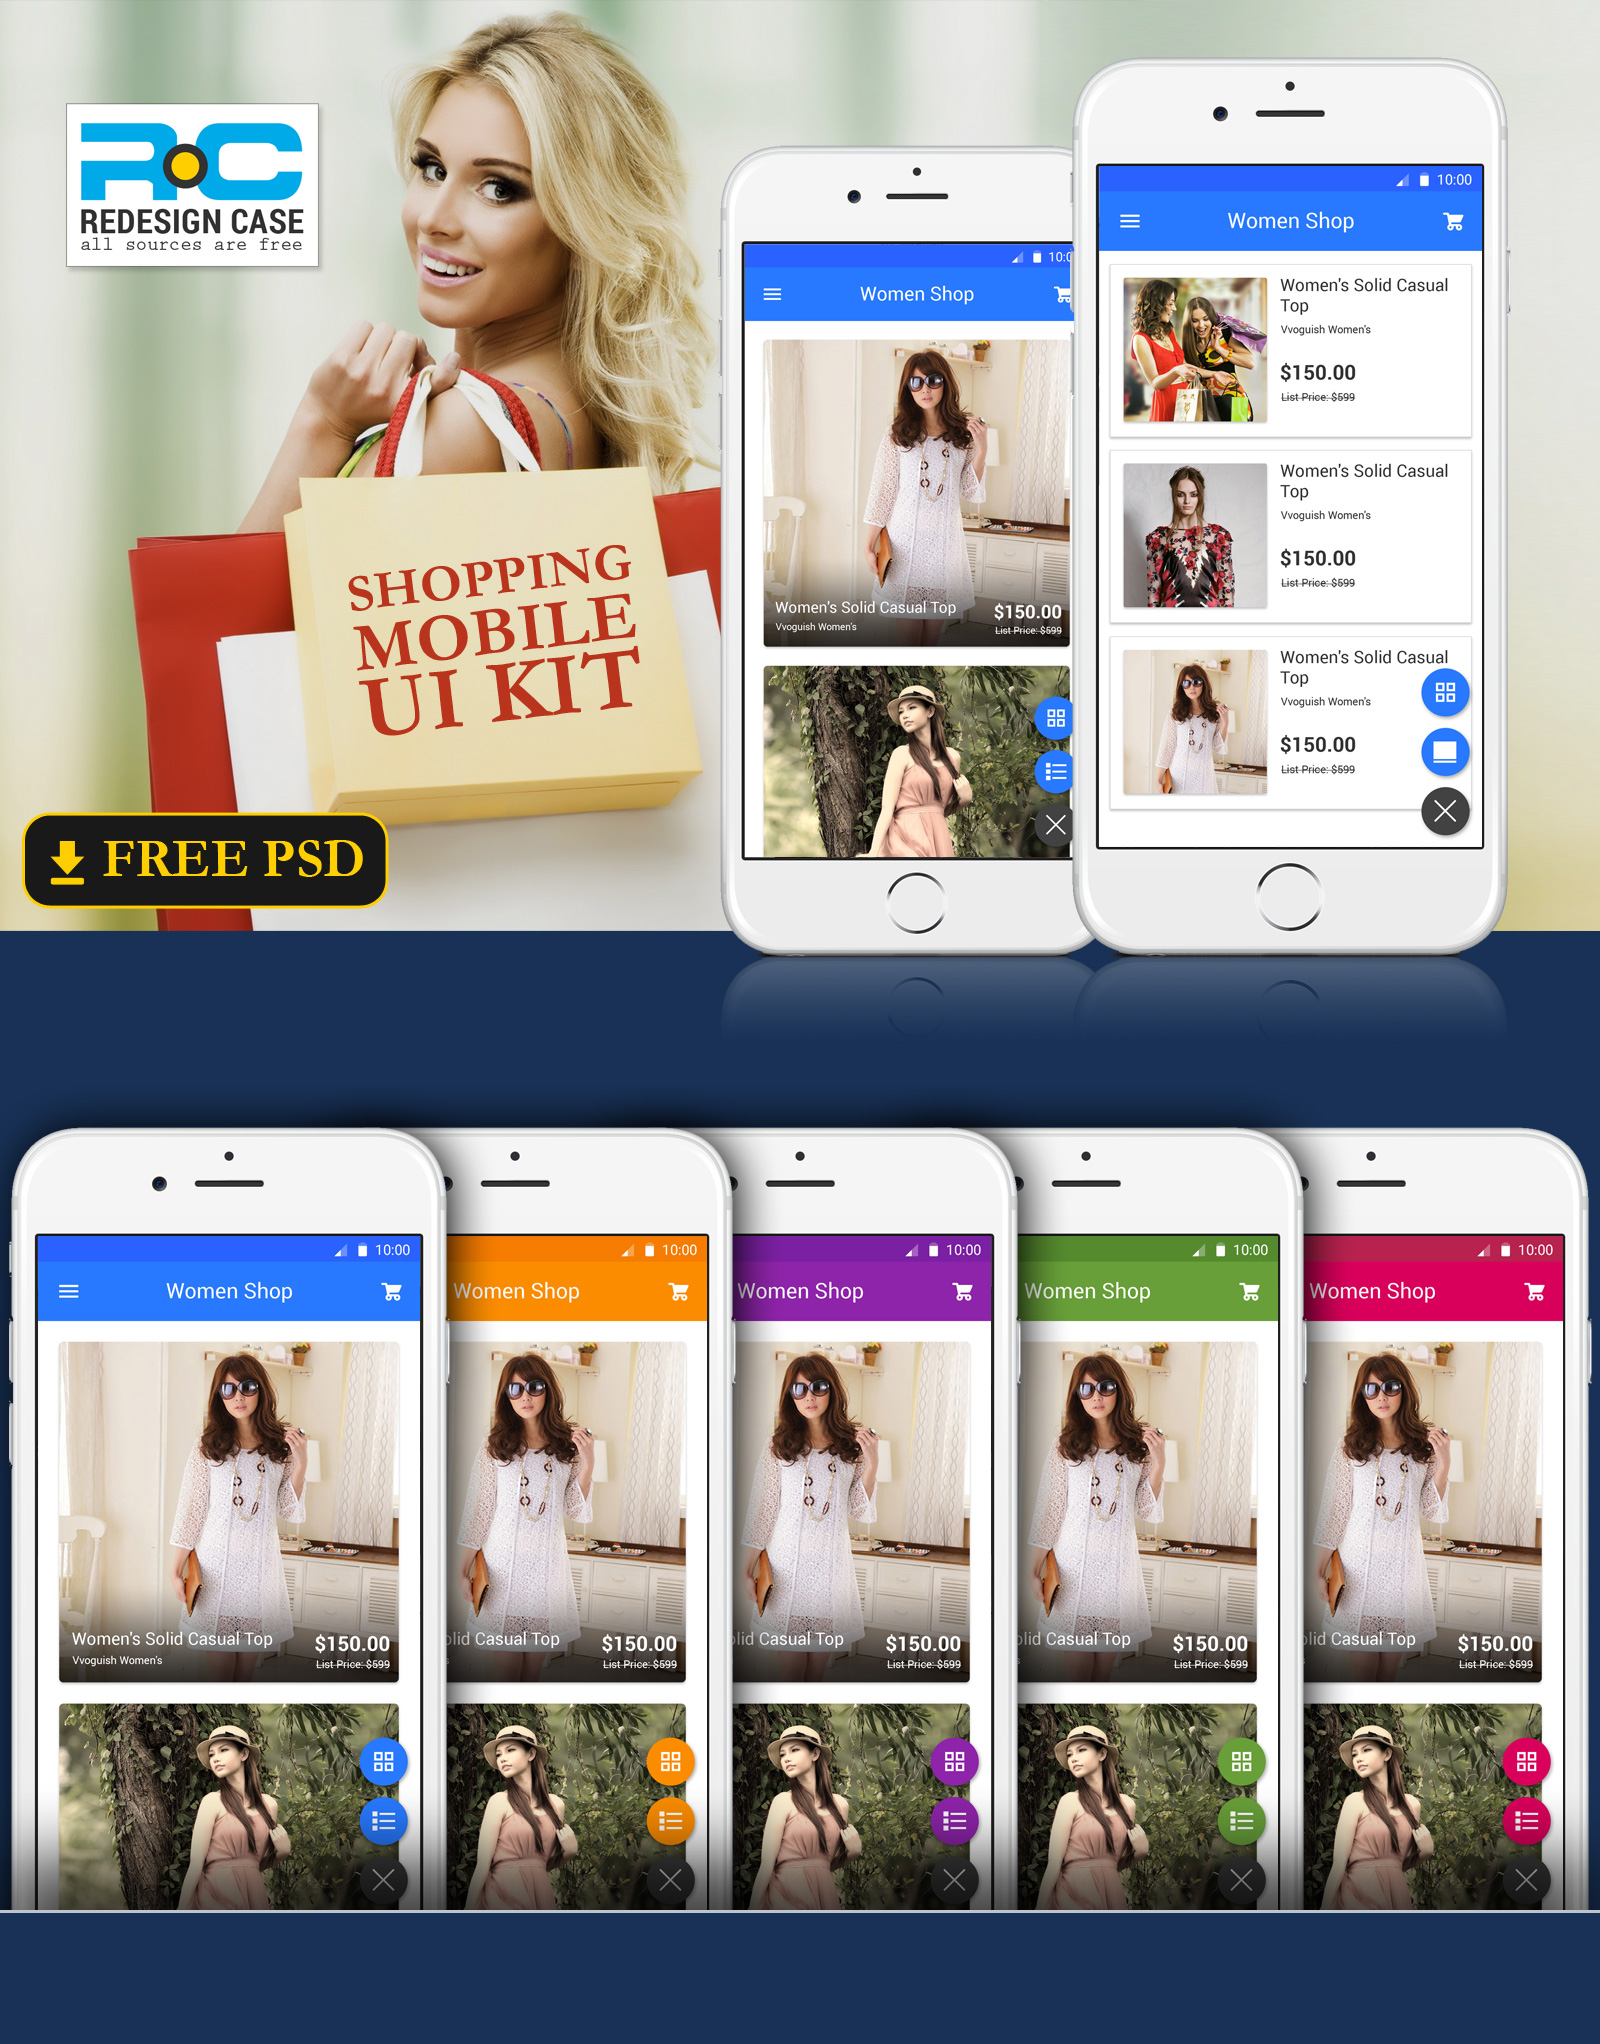 RC
REDESIGN CASE
all sources are free
SHOPPING
MOBILE
UI KIT
FREE PSD
10:0
Women Shop
Women's Solid Casual Top
Vvoguish Women's
$150.00
List Price: $599
10:00
Women Shop
Women's Solid Casual
Top
Vvoguish Women's
$150.00
List Price: $599
Women's Solid Casual
Top
Vvoguish Women's
$150.00
List Price: $599
Women's Solid Casual
Top
Vvoguish Women's
$150.00
List Price: $599
10:00
Women Shop
Women's Solid Casual Top
Vvoguish Women's
$150.00
List Price: $599
10:00
Women Shop
olid Casual Top
s
$150.00
List Price: $599
10:00
Women Shop
olid Casual Top
s
$150.00
List Price: $599
10:00
Women Shop
olid Casual Top
s
$150.00
List Price: $599
10:00
Women Shop
olid Casual Top
s
$150.00
List Price: $599